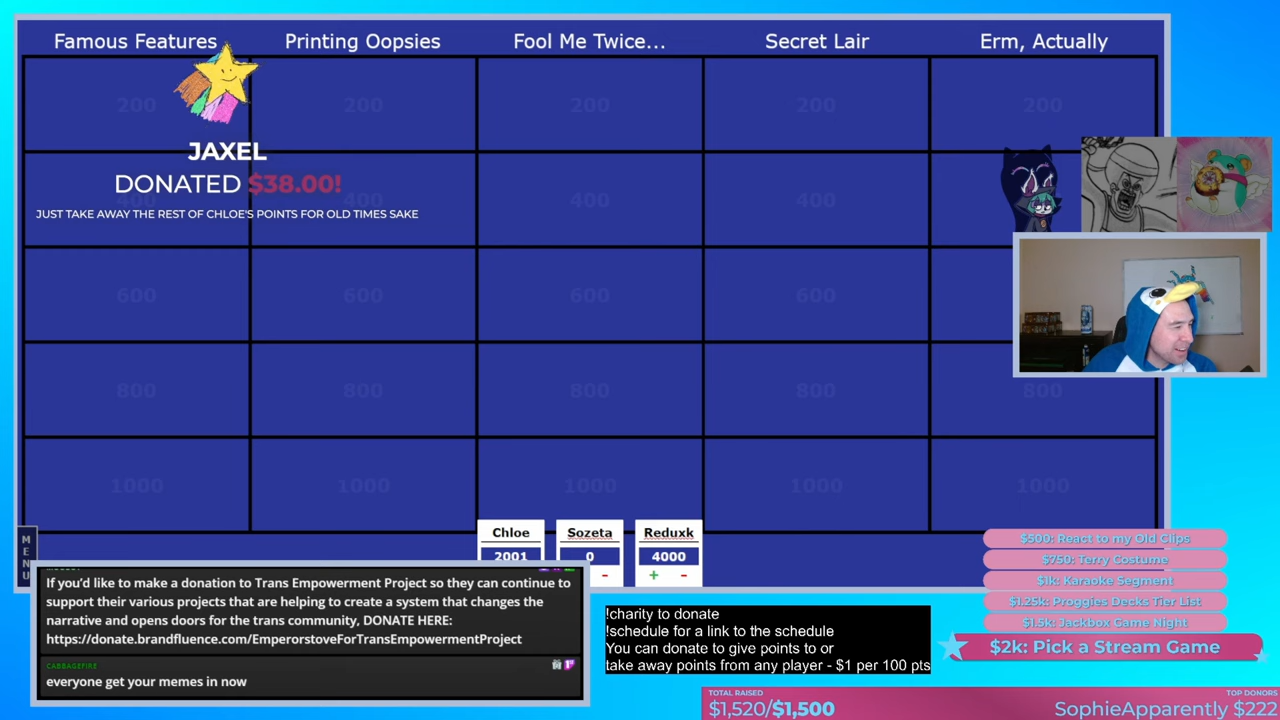 Famous Features
Printing Oopsies
Fool Me Twice...
Secret Lair
Erm, Actually
200
200
200
200
200
JAXEL
DONATED $38.00!
JUST TAKE AWAY THE REST OF CHLOE'S POINTS FOR OLD TIMES SAKE
400
400
400
400
600
600
600
600
800
800
800
800
800
1000
1000
1000
1000
1000
MENU
Chloe
2001
Sozeta
0
-
Reduxk
4000
+ -
If you'd like to make a donation to Trans Empowerment Project so they can continue to
support their various projects that are helping to create a system that changes the
narrative and opens doors for the trans community, DONATE HERE:
https://donate.brandfluence.com/EmperorstoveForTransEmpowermentProject
CABBAGEFIRE
everyone get your memes in now
!charity to donate
!schedule for a link to the schedule
You can donate to give points to or
take away points from any player - $1 per 100 pts
$500: React to my Old Clips
$750: Terry Costume
$1k: Karaoke Segment
$1.25k: Proggies Decks Tier List
$1.5k: Jackbox Game Night
$2k: Pick a Stream Game
TOTAL RAISED
$1,520/$1,500
TOP DONORS
SophieApparently $222